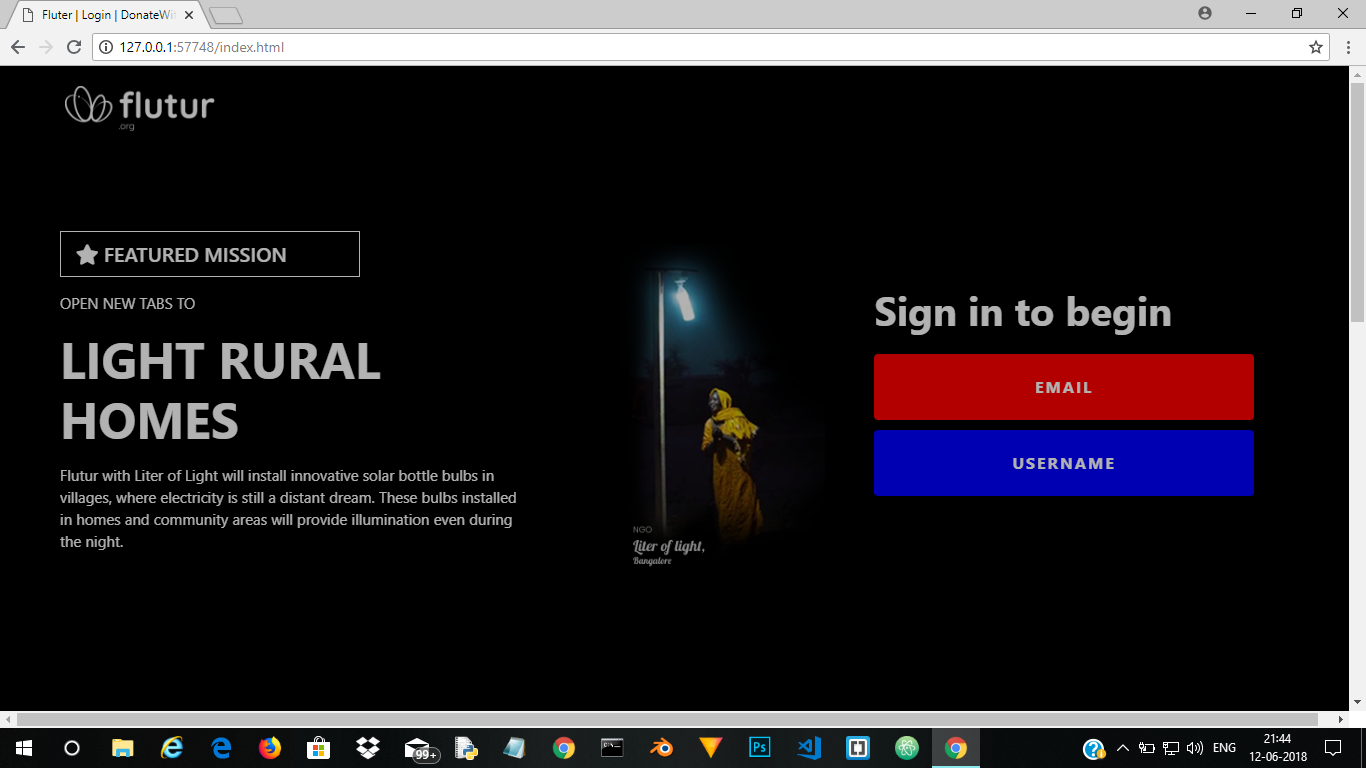 Fluter | Login | DonateWi
127.0.0.1:57748/index.html
flutur
.org
FEATURED MISSION
OPEN NEW TABS TO
LIGHT RURAL
HOMES
Flutur with Liter of Light will install innovative solar bottle bulbs in
villages, where electricity is still a distant dream. These bulbs installed
in homes and community areas will provide illumination even during
the night.
NGO
Liter of light,
Bangalore
Sign in to begin
EMAIL
USERNAME
99+
Ps
ENG
21:44
12-06-2018